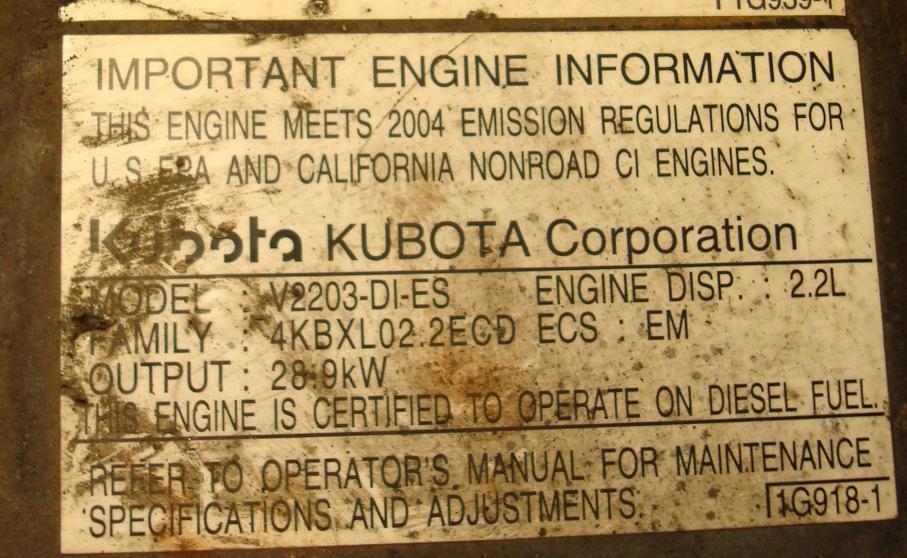 IMPORTANT ENGINE INFORMATION
THIS ENGINE MEETS 2004 EMISSION REGULATIONS FOR
U.S EPA AND CALIFORNIA NONROAD CI ENGINES.
Kubota KUBOTA Corporation
MODEL : V2203-DI-ES ENGINE DISP. : 2.2L
FAMILY : 4KBXL02.2ECD ECS : EM
OUTPUT : 28.9kW
THIS ENGINE IS CERTIFIED TO OPERATE ON DIESEL FUEL.
REFER TO OPERATOR'S MANUAL FOR MAINTENANCE
SPECIFICATIONS AND ADJUSTMENTS. 1G918-1